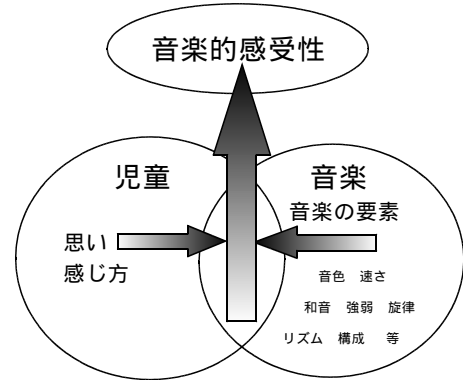 音楽的感受性
児童
思い
感じ方
音楽
音楽の要素
音色 速さ
和音 強弱 旋律
リズム 構成 等